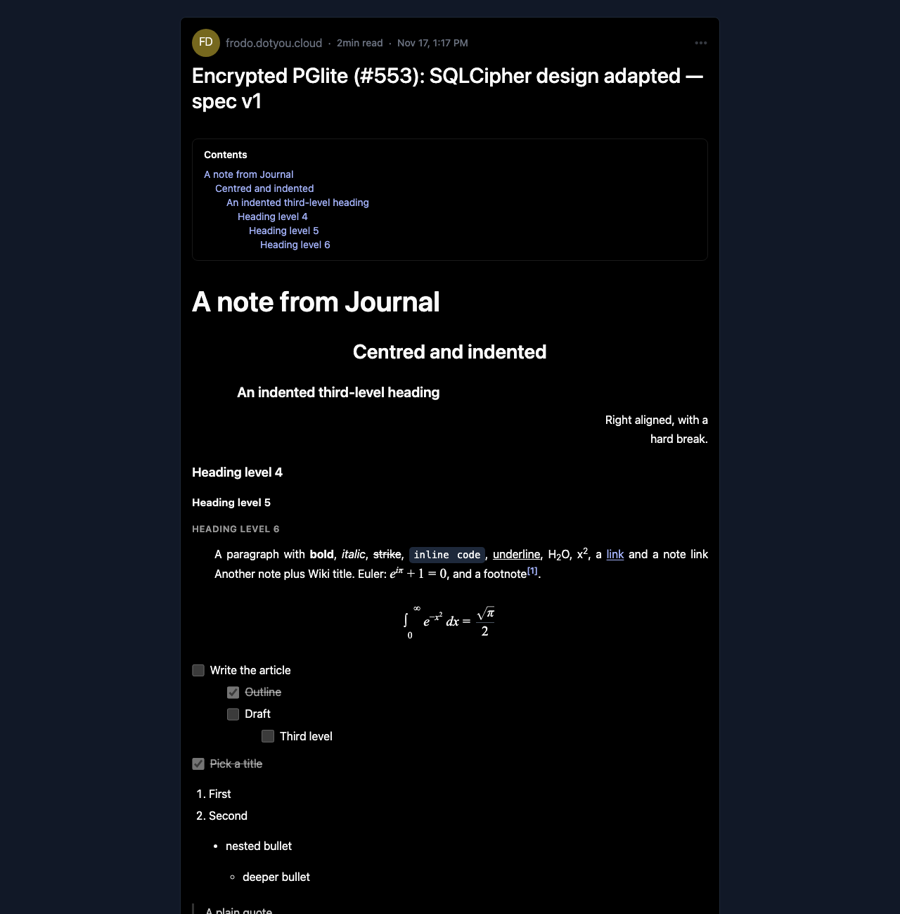 FD
frodo.dotyou.cloud · 2min read · Nov 17, 1:17 PM
Encrypted PGlite (#553): SQLCipher design adapted —
spec v1
Contents
A note from Journal
Centred and indented
An indented third-level heading
Heading level 4
Heading level 5
Heading level 6
A note from Journal
Centred and indented
An indented third-level heading
Right aligned, with a
hard break.
Heading level 4
Heading level 5
HEADING LEVEL 6
A paragraph with bold, italic, strike, inline code, underline, H₂O, x², a link and a note link
Another note plus Wiki title. Euler: e^{iπ} + 1 = 0, and a footnote[1].
∫₀^∞ e^{−x²} dx = √π / 2
Write the article
Outline
Draft
Third level
Pick a title
1. First
2. Second
• nested bullet
◦ deeper bullet
A plain quote